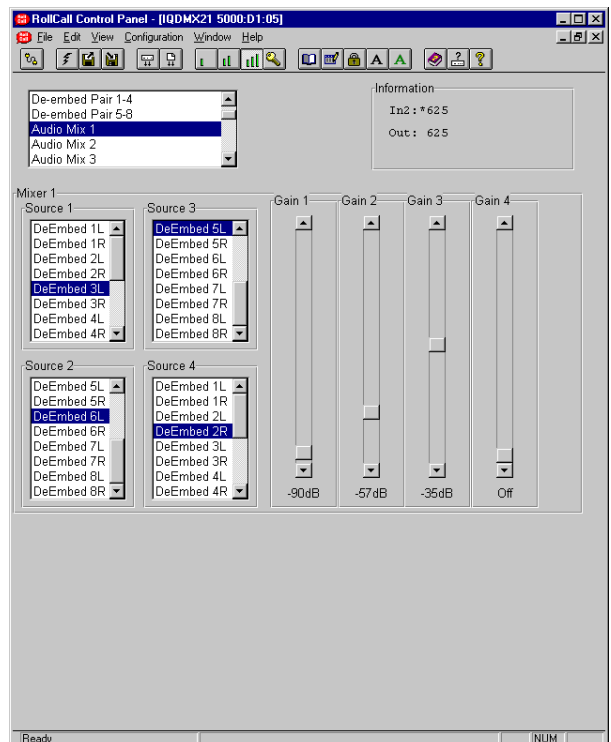 RollCall Control Panel - [IQDMX21 5000:D1:05]
File Edit View Configuration Window Help
A A
De-embed Pair 1-4
De-embed Pair 5-8
Audio Mix 1
Audio Mix 2
Audio Mix 3
Information
In2:*625
Out: 625
Mixer 1
Source 1
DeEmbed 1L
DeEmbed 1R
DeEmbed 2L
DeEmbed 2R
DeEmbed 3L
DeEmbed 3R
DeEmbed 4L
DeEmbed 4R
Source 3
DeEmbed 5L
DeEmbed 5R
DeEmbed 6L
DeEmbed 6R
DeEmbed 7L
DeEmbed 7R
DeEmbed 8L
DeEmbed 8R
Source 2
DeEmbed 5L
DeEmbed 5R
DeEmbed 6L
DeEmbed 6R
DeEmbed 7L
DeEmbed 7R
DeEmbed 8L
DeEmbed 8R
Source 4
DeEmbed 1L
DeEmbed 1R
DeEmbed 2L
DeEmbed 2R
DeEmbed 3L
DeEmbed 3R
DeEmbed 4L
DeEmbed 4R
Gain 1 Gain 2 Gain 3 Gain 4
-90dB -57dB -35dB Off
Ready NUM